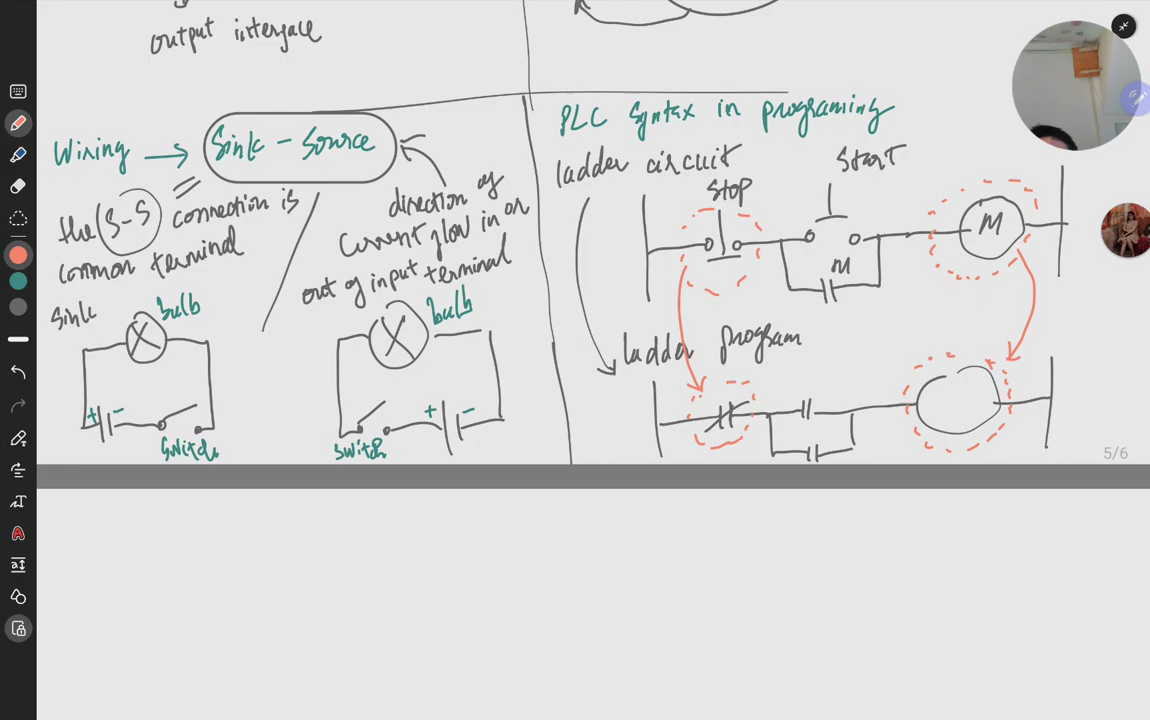 output interface
Wiring → Sink - Source
the (S-S) connection is
common terminal
direction of
current flow in or
out of input terminal
Sink
bulb
+ -
Switch
bulb
+ -
Switch
PLC Syntax in programing
ladder circuit
Stop
Start
M
M
ladder program
5/6